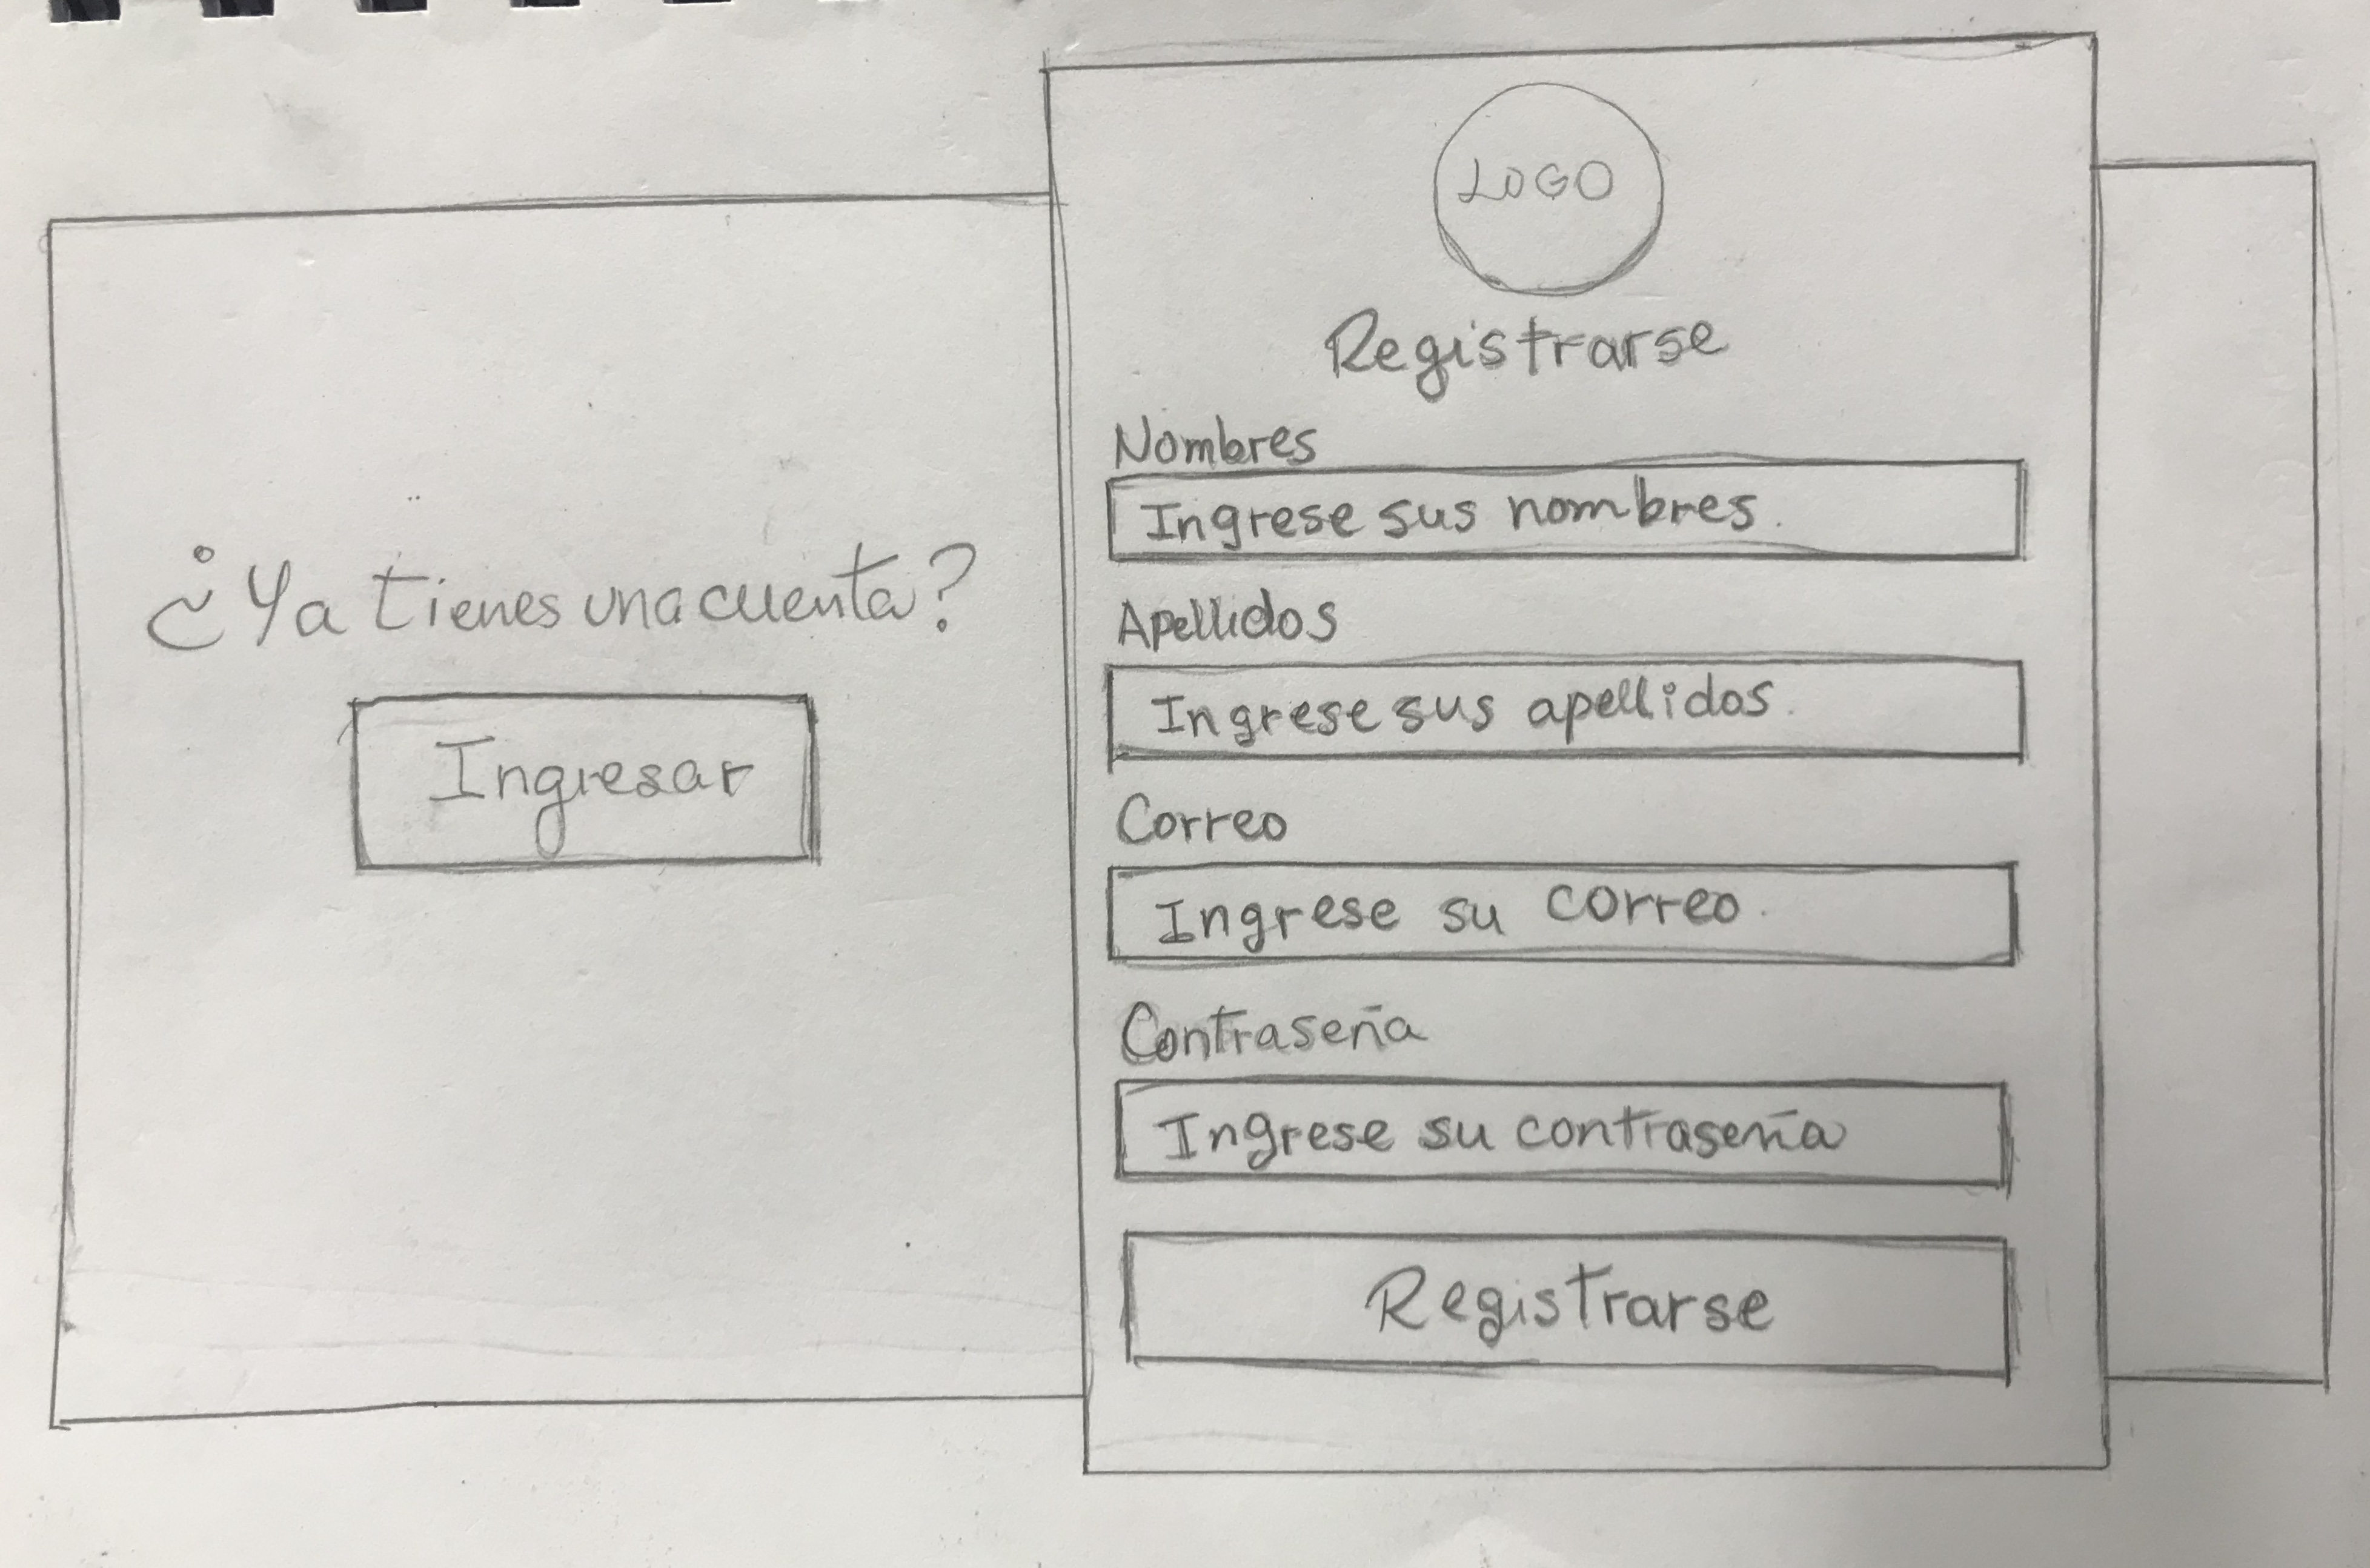 ¿Ya tienes una cuenta?
Ingresar
LOGO
Registrarse
Nombres
Ingrese sus nombres.
Apellidos
Ingrese sus apellidos.
Correo
Ingrese su correo.
Contraseña
Ingrese su contraseña
Registrarse